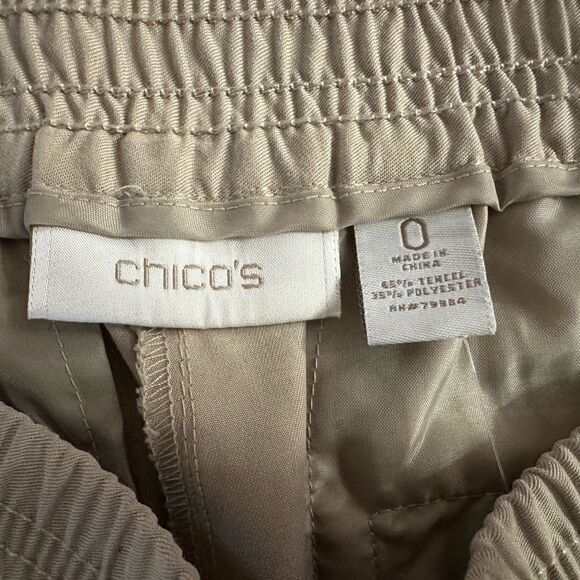 chico's
0
MADE IN
CHINA
65% TENCEL
35% POLYESTER
RN#79984